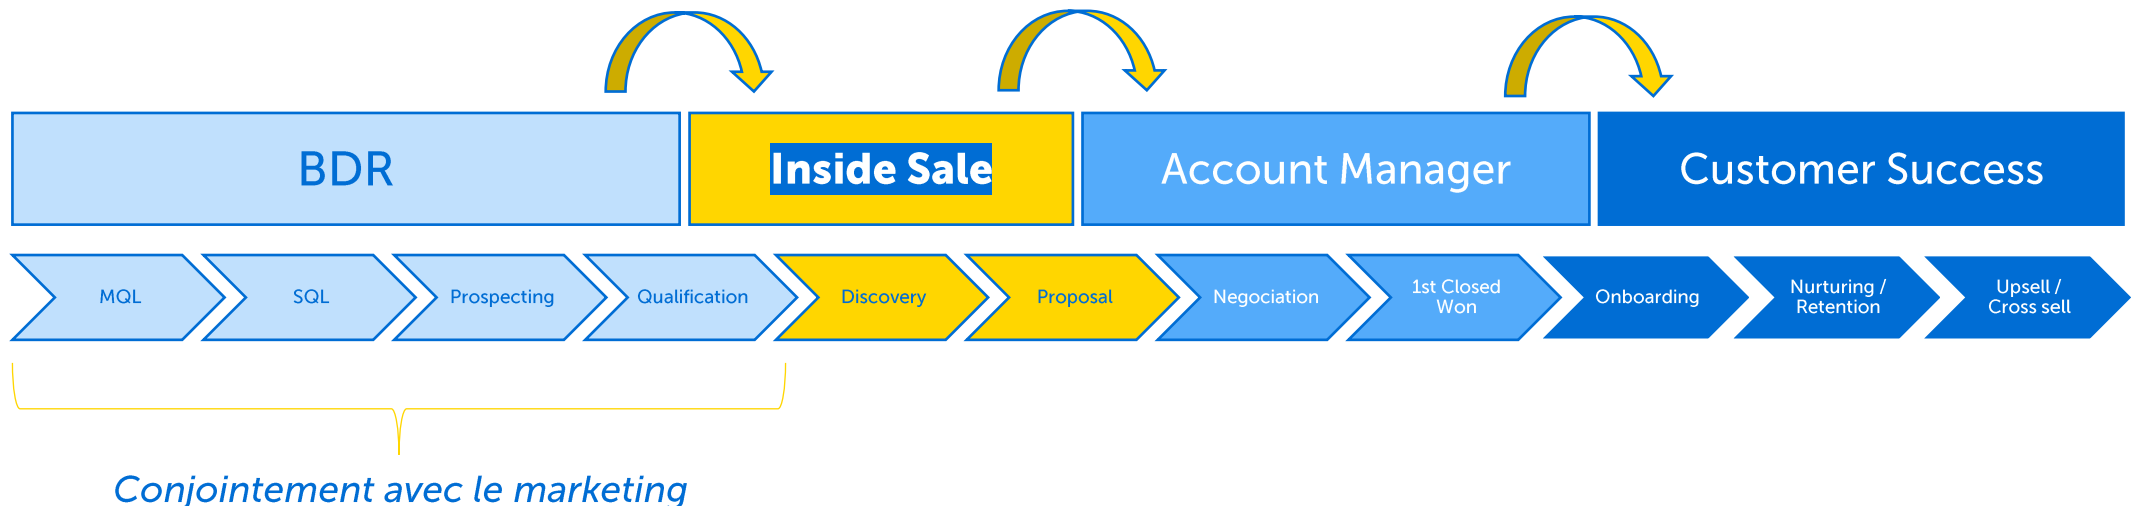 BDR
Inside Sale
Account Manager
Customer Success
MQL
SQL
Prospecting
Qualification
Discovery
Proposal
Negociation
1st Closed
Won
Onboarding
Nurturing /
Retention
Upsell /
Cross sell
Conjointement avec le marketing